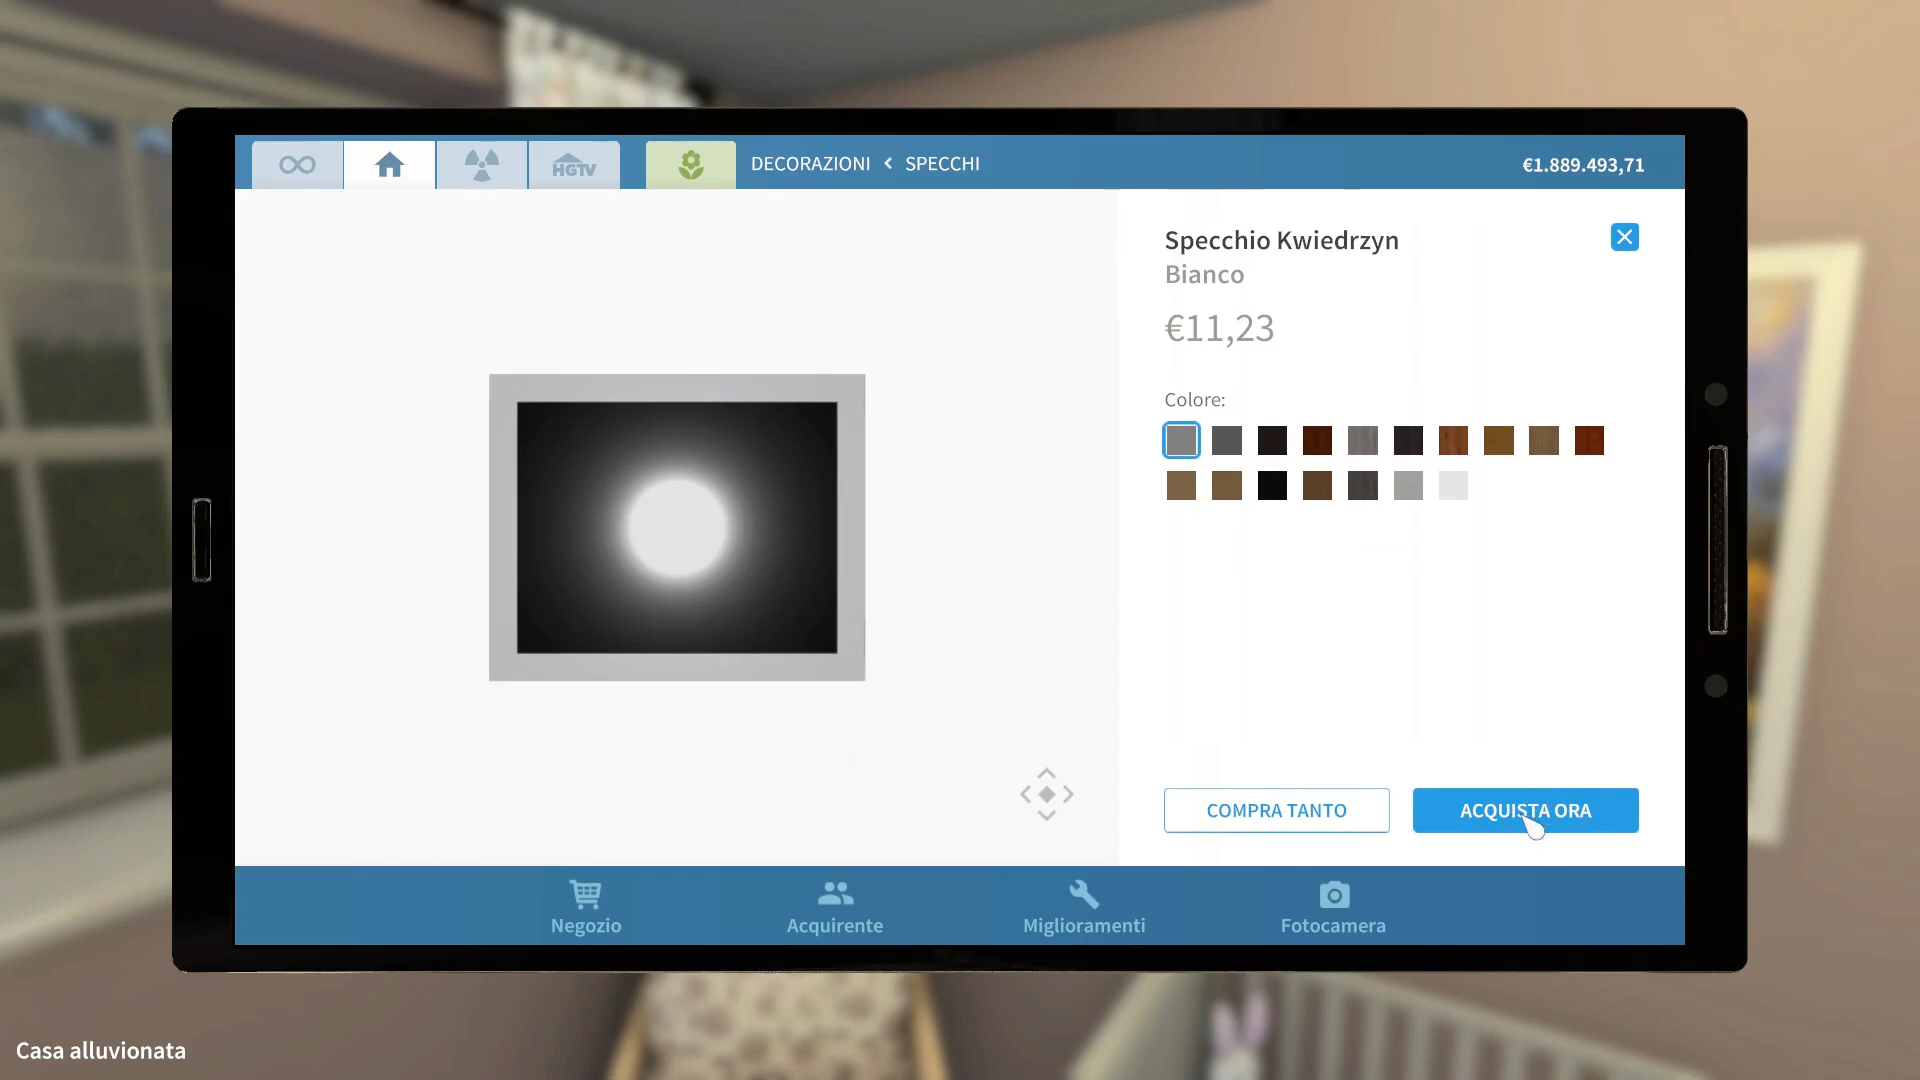 HGTV
DECORAZIONI < SPECCHI
€1.889.493,71
Specchio Kwiedrzyn
Bianco
€11,23
Colore:
COMPRA TANTO
ACQUISTA ORA
Negozio
Acquirente
Miglioramenti
Fotocamera
Casa alluvionata